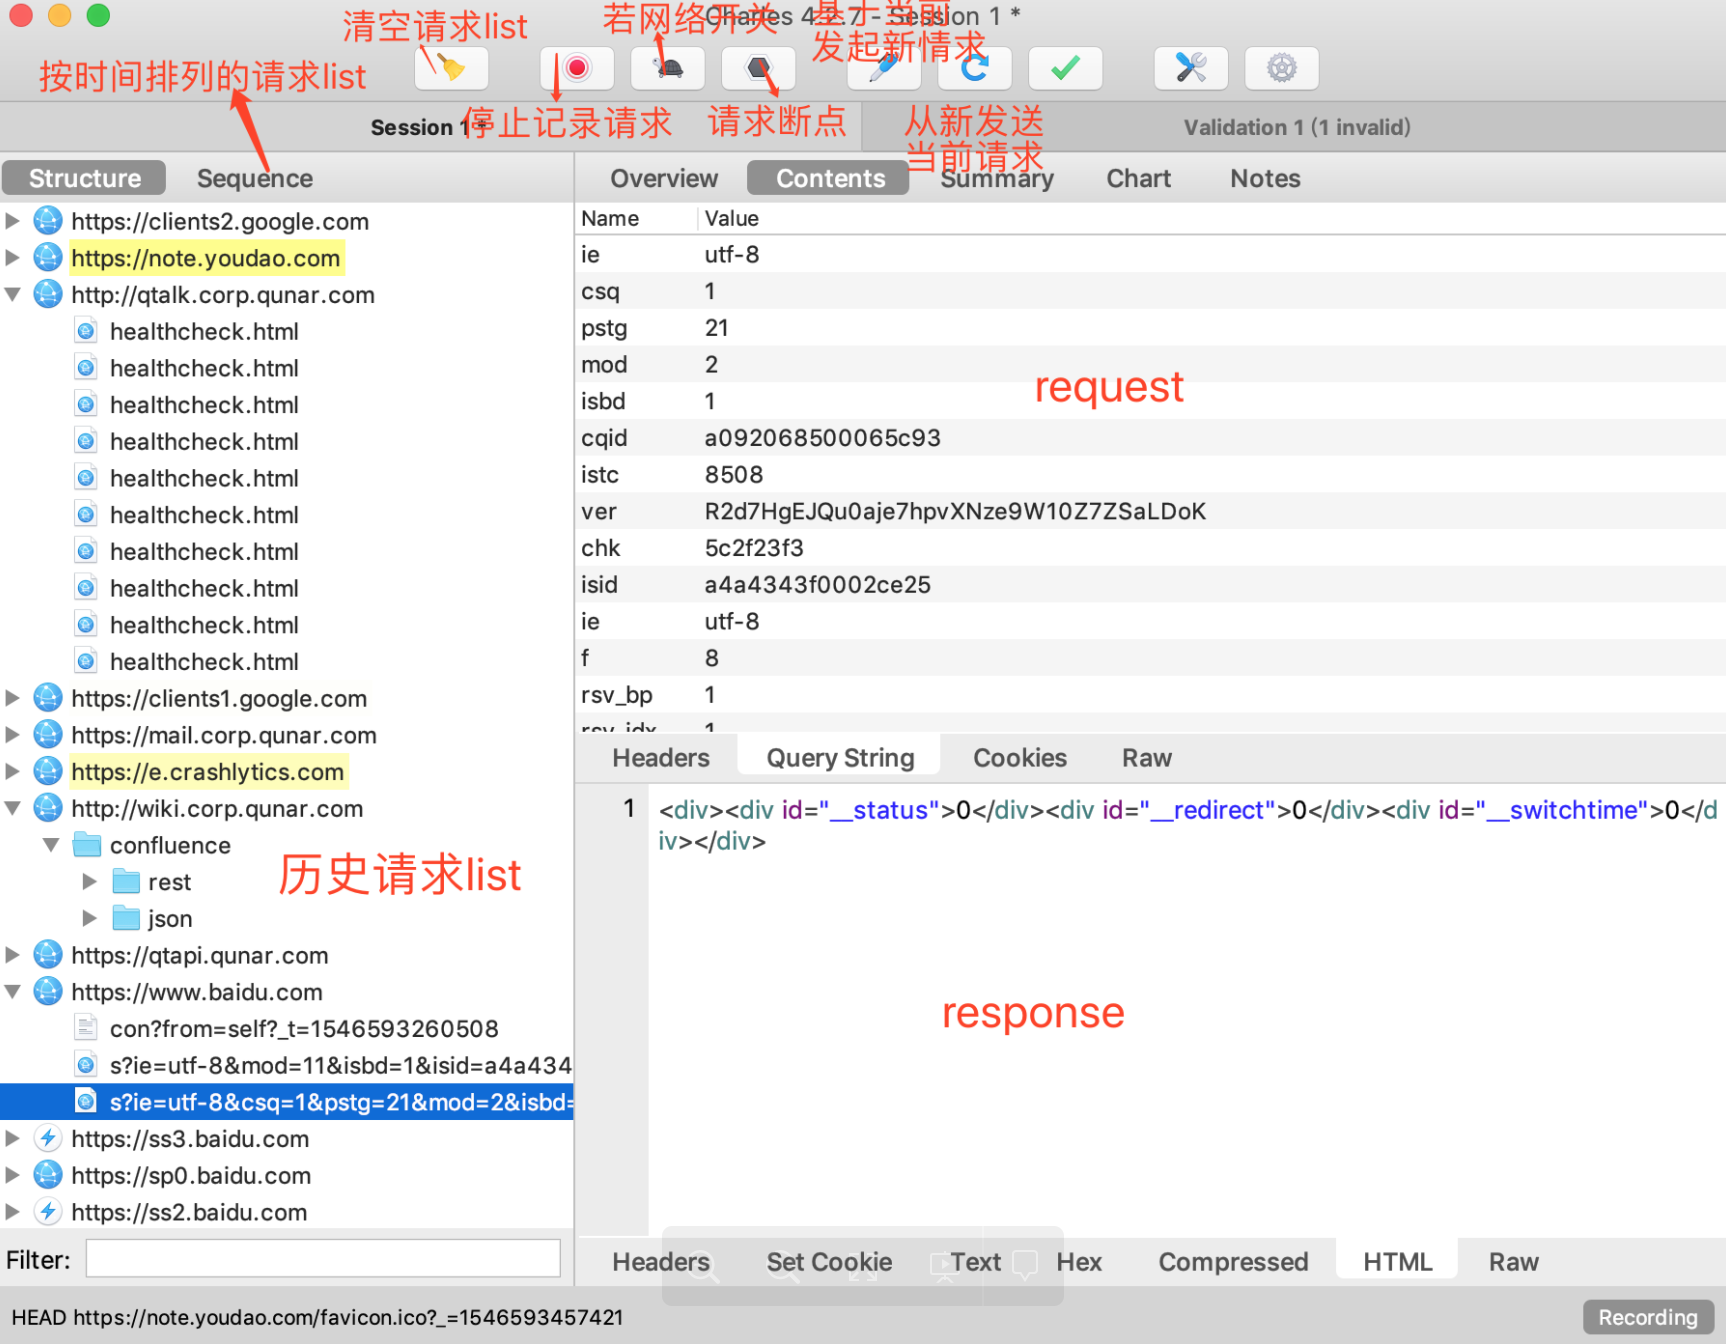 Charles 4.2.7 - Session 1 *
清空请求list
若网络开关
基于当前
发起新情求
按时间排列的请求list
停止记录请求
请求断点
从新发送
当前请求
Session 1 *
Validation 1 (1 invalid)
Structure
Sequence
Overview
Contents
Summary
Chart
Notes
https://clients2.google.com
https://note.youdao.com
http://qtalk.corp.qunar.com
healthcheck.html
healthcheck.html
healthcheck.html
healthcheck.html
healthcheck.html
healthcheck.html
healthcheck.html
healthcheck.html
healthcheck.html
healthcheck.html
https://clients1.google.com
https://mail.corp.qunar.com
https://e.crashlytics.com
http://wiki.corp.qunar.com
confluence
rest
json
历史请求list
https://qtapi.qunar.com
https://www.baidu.com
con?from=self?_t=1546593260508
s?ie=utf-8&mod=11&isbd=1&isid=a4a434
s?ie=utf-8&csq=1&pstg=21&mod=2&isbd=
https://ss3.baidu.com
https://sp0.baidu.com
https://ss2.baidu.com
Filter:
Name Value
ie utf-8
csq 1
pstg 21
mod 2
isbd 1
cqid a092068500065c93
istc 8508
ver R2d7HgEJQu0aje7hpvXNze9W10Z7ZSaLDoK
chk 5c2f23f3
isid a4a4343f0002ce25
ie utf-8
f 8
rsv_bp 1
rsv_idx 1
request
Headers
Query String
Cookies
Raw
1 <div><div id="__status">0</div><div id="__redirect">0</div><div id="__switchtime">0</d
iv></div>
response
Headers
Set Cookie
Text
Hex
Compressed
HTML
Raw
HEAD https://note.youdao.com/favicon.ico?_=1546593457421
Recording